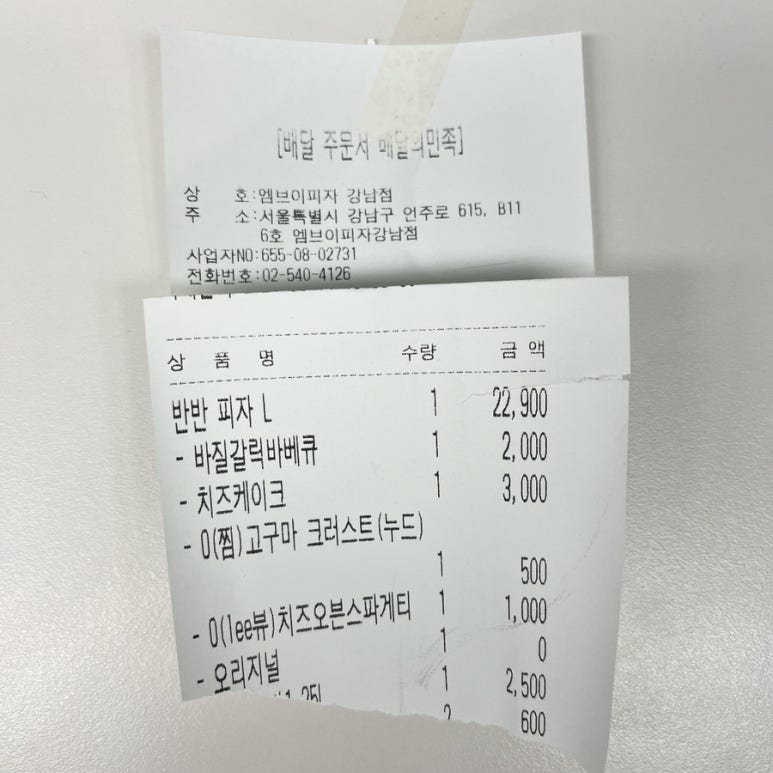 [배달 주문서 배달의민족]
상 호:엠브이피자 강남점
주 소:서울특별시 강남구 언주로 615, B11
6호 엠브이피자강남점
사업자NO:655-08-02731
전화번호:02-540-4126
상 품 명 수량 금 액
반반 피자 L 1 22,900
- 바질갈릭바베큐 1 2,000
- 치즈케이크 1 3,000
- 0(찜)고구마 크러스트(누드)
1 500
- 0(1ee뷰)치즈오븐스파게티 1 1,000
- 오리지널 1 0
1.25l 1 2,500
2 600